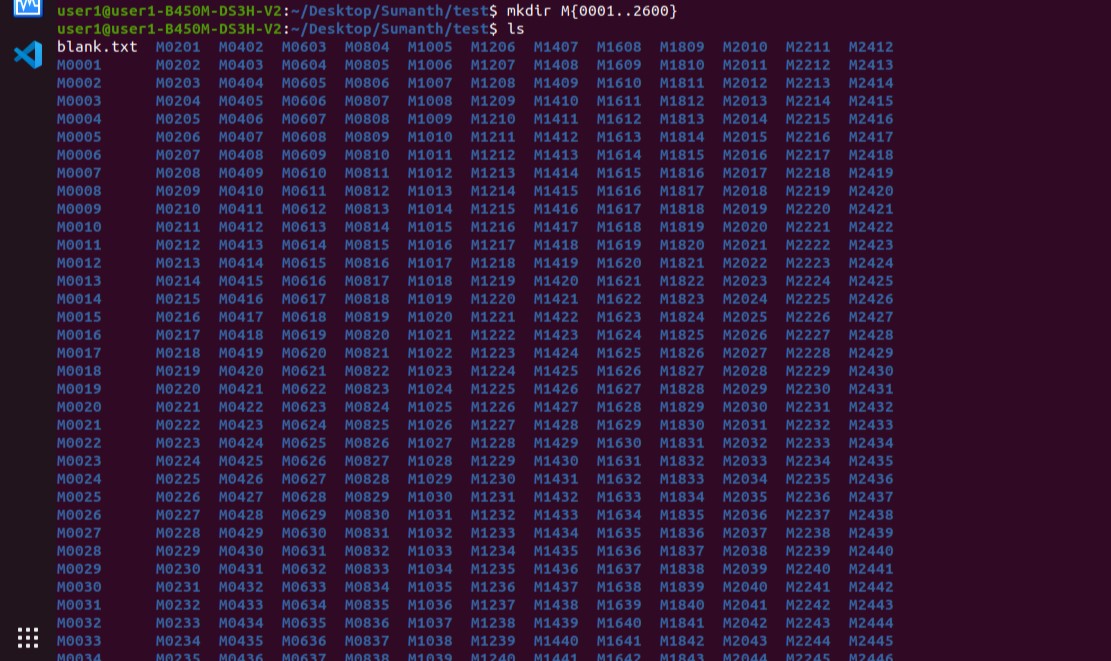 user1@user1-B450M-DS3H-V2:~/Desktop/Sumanth/test$ mkdir M{0001..2600}
user1@user1-B450M-DS3H-V2:~/Desktop/Sumanth/test$ ls
blank.txt M0201 M0402 M0603 M0804 M1005 M1206 M1407 M1608 M1809 M2010 M2211 M2412
M0001 M0202 M0403 M0604 M0805 M1006 M1207 M1408 M1609 M1810 M2011 M2212 M2413
M0002 M0203 M0404 M0605 M0806 M1007 M1208 M1409 M1610 M1811 M2012 M2213 M2414
M0003 M0204 M0405 M0606 M0807 M1008 M1209 M1410 M1611 M1812 M2013 M2214 M2415
M0004 M0205 M0406 M0607 M0808 M1009 M1210 M1411 M1612 M1813 M2014 M2215 M2416
M0005 M0206 M0407 M0608 M0809 M1010 M1211 M1412 M1613 M1814 M2015 M2216 M2417
M0006 M0207 M0408 M0609 M0810 M1011 M1212 M1413 M1614 M1815 M2016 M2217 M2418
M0007 M0208 M0409 M0610 M0811 M1012 M1213 M1414 M1615 M1816 M2017 M2218 M2419
M0008 M0209 M0410 M0611 M0812 M1013 M1214 M1415 M1616 M1817 M2018 M2219 M2420
M0009 M0210 M0411 M0612 M0813 M1014 M1215 M1416 M1617 M1818 M2019 M2220 M2421
M0010 M0211 M0412 M0613 M0814 M1015 M1216 M1417 M1618 M1819 M2020 M2221 M2422
M0011 M0212 M0413 M0614 M0815 M1016 M1217 M1418 M1619 M1820 M2021 M2222 M2423
M0012 M0213 M0414 M0615 M0816 M1017 M1218 M1419 M1620 M1821 M2022 M2223 M2424
M0013 M0214 M0415 M0616 M0817 M1018 M1219 M1420 M1621 M1822 M2023 M2224 M2425
M0014 M0215 M0416 M0617 M0818 M1019 M1220 M1421 M1622 M1823 M2024 M2225 M2426
M0015 M0216 M0417 M0618 M0819 M1020 M1221 M1422 M1623 M1824 M2025 M2226 M2427
M0016 M0217 M0418 M0619 M0820 M1021 M1222 M1423 M1624 M1825 M2026 M2227 M2428
M0017 M0218 M0419 M0620 M0821 M1022 M1223 M1424 M1625 M1826 M2027 M2228 M2429
M0018 M0219 M0420 M0621 M0822 M1023 M1224 M1425 M1626 M1827 M2028 M2229 M2430
M0019 M0220 M0421 M0622 M0823 M1024 M1225 M1426 M1627 M1828 M2029 M2230 M2431
M0020 M0221 M0422 M0623 M0824 M1025 M1226 M1427 M1628 M1829 M2030 M2231 M2432
M0021 M0222 M0423 M0624 M0825 M1026 M1227 M1428 M1629 M1830 M2031 M2232 M2433
M0022 M0223 M0424 M0625 M0826 M1027 M1228 M1429 M1630 M1831 M2032 M2233 M2434
M0023 M0224 M0425 M0626 M0827 M1028 M1229 M1430 M1631 M1832 M2033 M2234 M2435
M0024 M0225 M0426 M0627 M0828 M1029 M1230 M1431 M1632 M1833 M2034 M2235 M2436
M0025 M0226 M0427 M0628 M0829 M1030 M1231 M1432 M1633 M1834 M2035 M2236 M2437
M0026 M0227 M0428 M0629 M0830 M1031 M1232 M1433 M1634 M1835 M2036 M2237 M2438
M0027 M0228 M0429 M0630 M0831 M1032 M1233 M1434 M1635 M1836 M2037 M2238 M2439
M0028 M0229 M0430 M0631 M0832 M1033 M1234 M1435 M1636 M1837 M2038 M2239 M2440
M0029 M0230 M0431 M0632 M0833 M1034 M1235 M1436 M1637 M1838 M2039 M2240 M2441
M0030 M0231 M0432 M0633 M0834 M1035 M1236 M1437 M1638 M1839 M2040 M2241 M2442
M0031 M0232 M0433 M0634 M0835 M1036 M1237 M1438 M1639 M1840 M2041 M2242 M2443
M0032 M0233 M0434 M0635 M0836 M1037 M1238 M1439 M1640 M1841 M2042 M2243 M2444
M0033 M0234 M0435 M0636 M0837 M1038 M1239 M1440 M1641 M1842 M2043 M2244 M2445
M0034 M0235 M0436 M0637 M0838 M1039 M1240 M1441 M1642 M1843 M2044 M2245 M2446